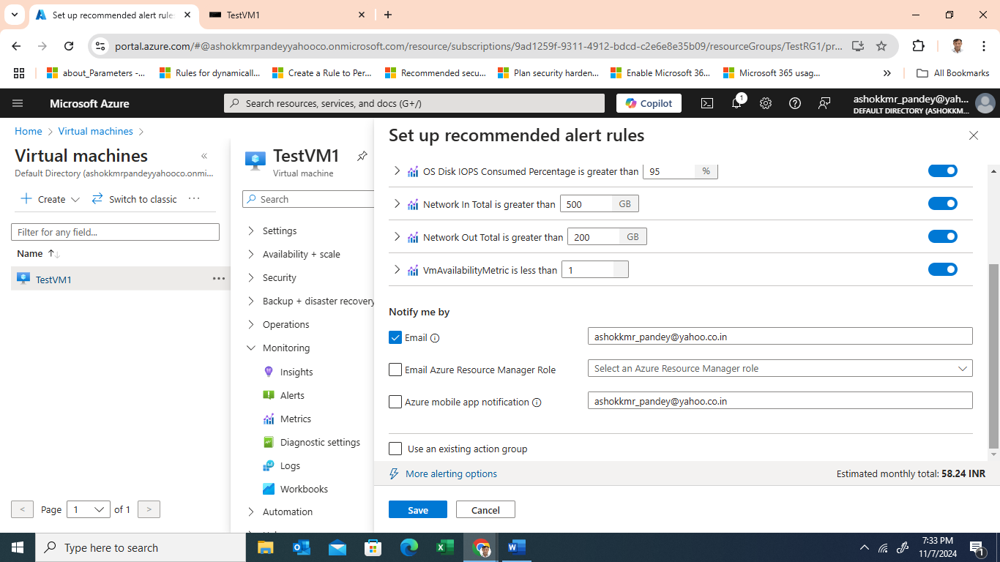 Set up recommended alert rule
TestVM1
portal.azure.com/#@ashokkmrpandeyyahooco.onmicrosoft.com/resource/subscriptions/9ad1259f-9311-4912-bdcd-c2e6e8e35b09/resourceGroups/TestRG1/pr...
about_Parameters -...
Rules for dynamicall...
Create a Rule to Per...
Recommended secu...
Plan security harden...
Enable Microsoft 36...
Microsoft 365 usag...
»
All Bookmarks
Microsoft Azure
Search resources, services, and docs (G+/)
Copilot
1
ashokkmr_pandey@yah...
DEFAULT DIRECTORY (ASHOKKM...
Home > Virtual machines >
Virtual machines
«
Default Directory (ashokkmrpandeyyahooco.onmi...
+ Create
Switch to classic
...
Filter for any field...
Name ↑↓
TestVM1
...
< Page 1 of 1 >
TestVM1
Virtual machine
Search
Settings
Availability + scale
Security
Backup + disaster recovery
Operations
Monitoring
Insights
Alerts
Metrics
Diagnostic settings
Logs
Workbooks
Automation
Set up recommended alert rules
OS Disk IOPS Consumed Percentage is greater than 95 %
Network In Total is greater than 500 GB
Network Out Total is greater than 200 GB
VmAvailabilityMetric is less than 1
Notify me by
Email ashokkmr_pandey@yahoo.co.in
Email Azure Resource Manager Role Select an Azure Resource Manager role
Azure mobile app notification ashokkmr_pandey@yahoo.co.in
Use an existing action group
More alerting options
Estimated monthly total: 58.24 INR
Save
Cancel
Type here to search
7:33 PM
11/7/2024
1